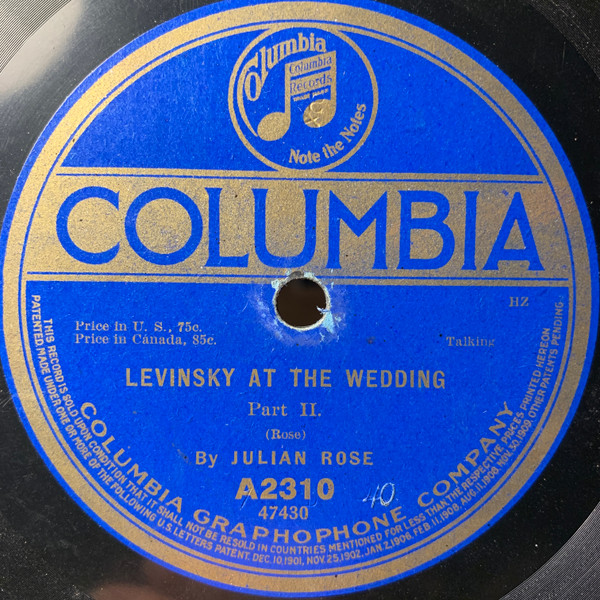 Columbia
Columbia
Records
TRADE MARK
Note the Notes
COLUMBIA
HZ
Price in U. S., 75c.
Price in Canada, 85c.
Talking
LEVINSKY AT THE WEDDING
Part II.
(Rose)
By JULIAN ROSE
A2310
40
47430
COLUMBIA GRAPHOPHONE COMPANY
THIS RECORD IS SOLD UPON CONDITION THAT IT SHALL NOT BE RESOLD IN COUNTRIES MENTIONED FOR LESS THAN THE RESPECTIVE PRICES PRINTED HEREON
PATENTED, MADE UNDER ONE OR MORE OF THE FOLLOWING U.S. LETTERS PATENT, DEC.10,1901, NOV.25,1902, JAN.2,1906, FEB.11,1908, AUG.11,1908, NOV.30,1909, OTHER PATENTS PENDING